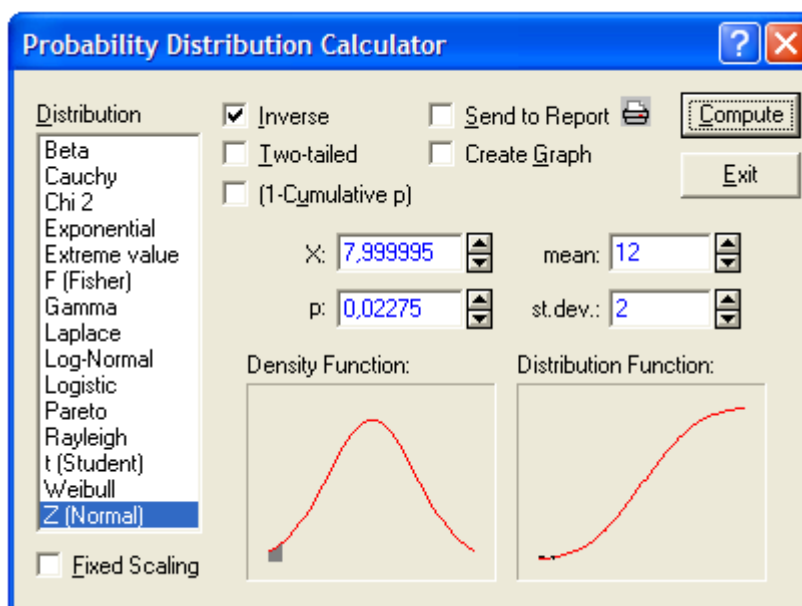 Probability Distribution Calculator
Distribution
Beta
Cauchy
Chi 2
Exponential
Extreme value
F (Fisher)
Gamma
Laplace
Log-Normal
Logistic
Pareto
Rayleigh
t (Student)
Weibull
Z (Normal)
Fixed Scaling
Inverse
Two-tailed
(1-Cumulative p)
Send to Report
Create Graph
Compute
Exit
X: 7,999995
mean: 12
p: 0,02275
st.dev.: 2
Density Function:
Distribution Function: